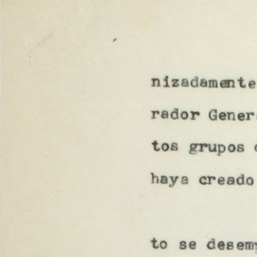 nizadamente
rador Gener
tos grupos
haya creado
to se desem